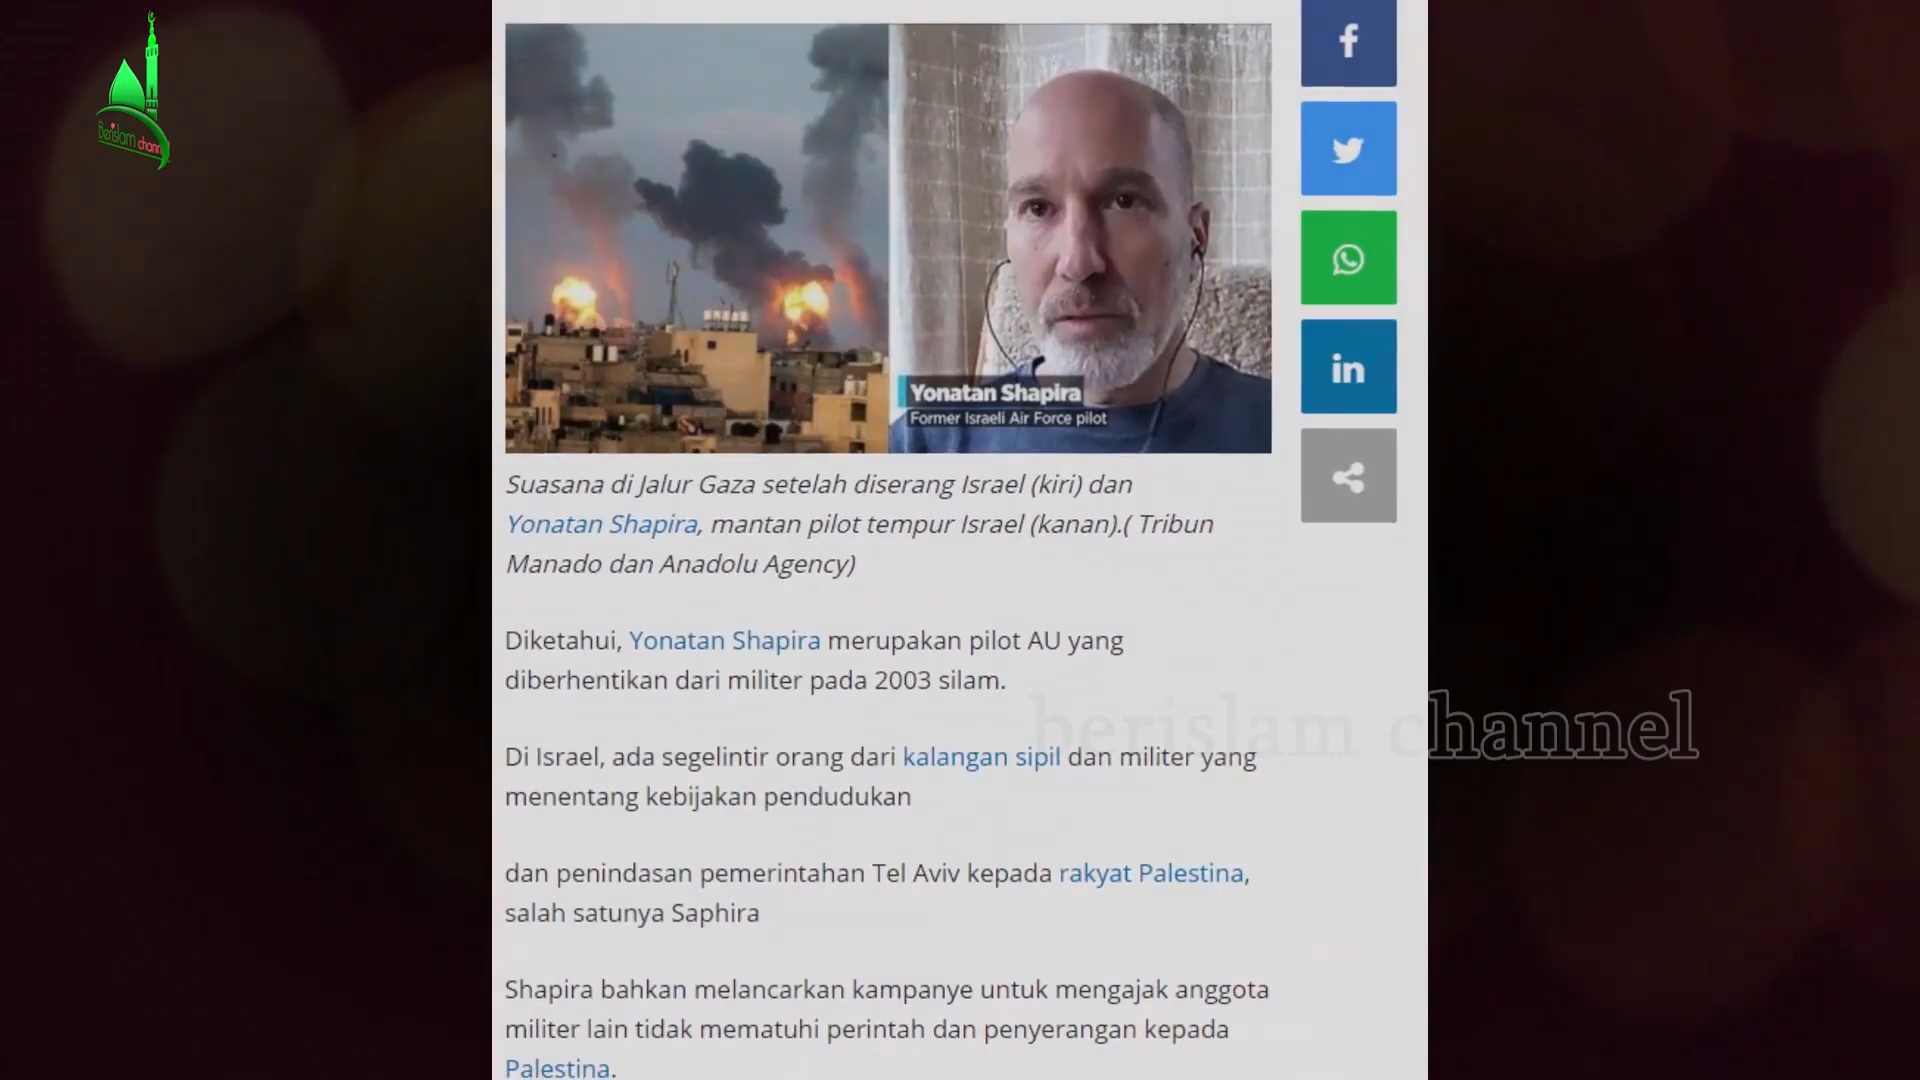 Berislam channel
Yonatan Shapira
Former Israeli Air Force pilot
Suasana di Jalur Gaza setelah diserang Israel (kiri) dan
Yonatan Shapira, mantan pilot tempur Israel (kanan).( Tribun
Manado dan Anadolu Agency)
Diketahui, Yonatan Shapira merupakan pilot AU yang
diberhentikan dari militer pada 2003 silam.
berislam channel
Di Israel, ada segelintir orang dari kalangan sipil dan militer yang
menentang kebijakan pendudukan
dan penindasan pemerintahan Tel Aviv kepada rakyat Palestina,
salah satunya Saphira
Shapira bahkan melancarkan kampanye untuk mengajak anggota
militer lain tidak mematuhi perintah dan penyerangan kepada
Palestina.